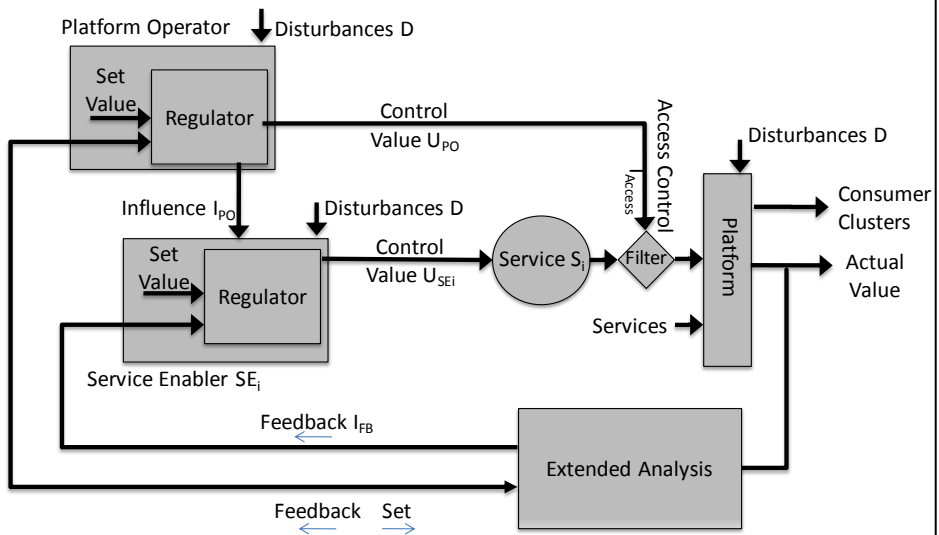 Platform Operator
Disturbances D
Set
Value
Regulator
Control
Value U_PO
Access Control
I_Access
Disturbances D
Influence I_PO
Disturbances D
Consumer
Clusters
Set
Value
Regulator
Control
Value U_SEi
Service S_i
Filter
Platform
Actual
Value
Services
Service Enabler SE_i
Feedback I_FB
Extended Analysis
Feedback Set